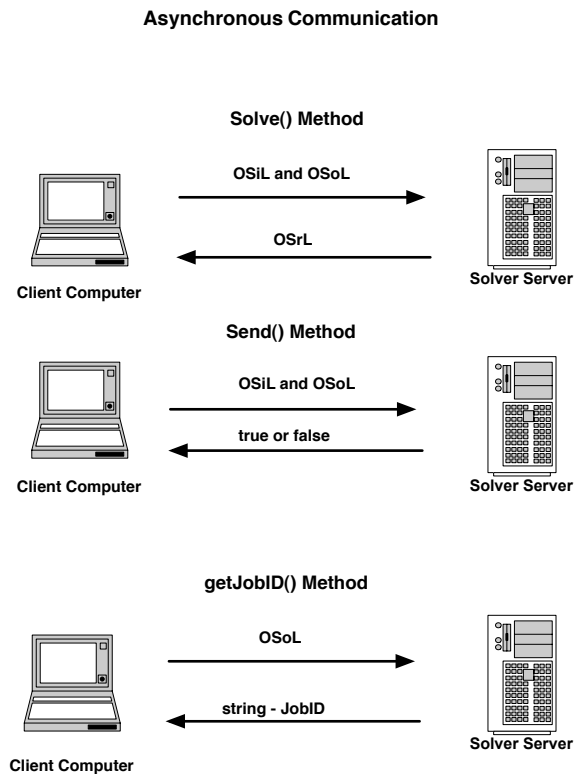 Asynchronous Communication
Solve() Method
OSiL and OSoL
OSrL
Client Computer
Solver Server
Send() Method
OSiL and OSoL
true or false
Client Computer
Solver Server
getJobID() Method
OSoL
string - JobID
Solver Server
Client Computer